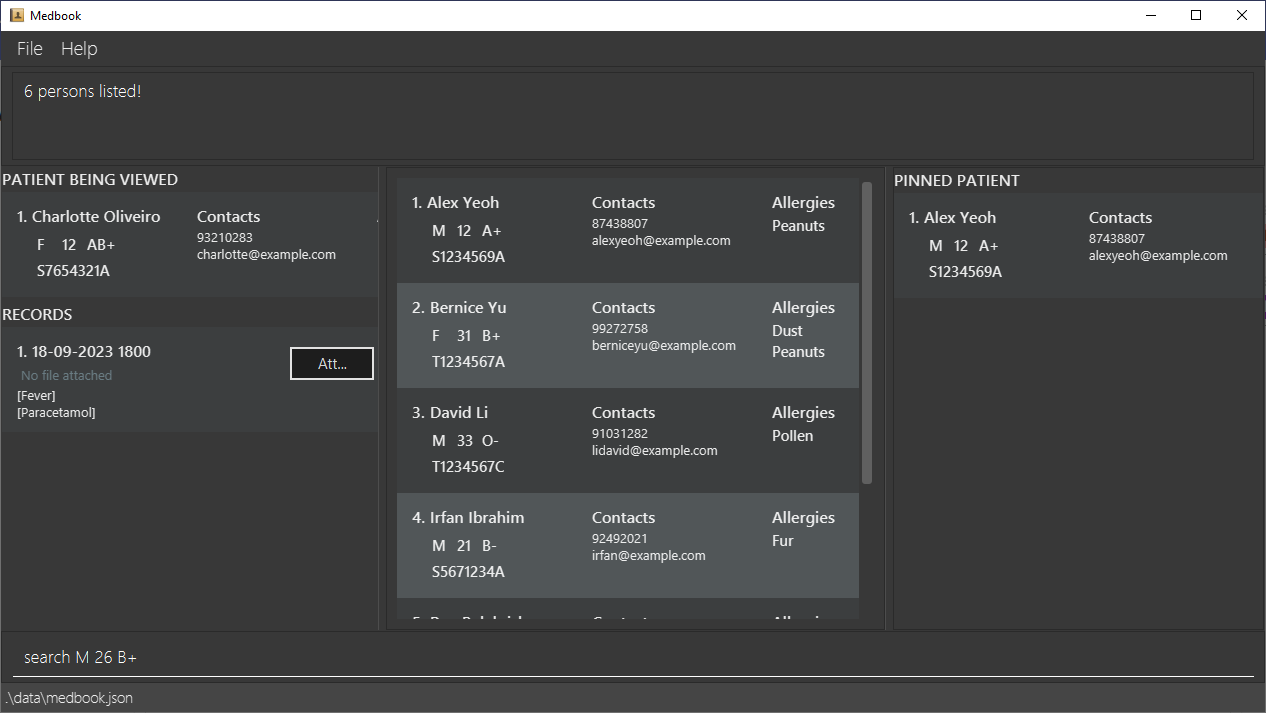 Medbook
File Help
6 persons listed!
PATIENT BEING VIEWED
1. Charlotte Oliveiro Contacts
F 12 AB+ 93210283
S7654321A charlotte@example.com
RECORDS
1. 18-09-2023 1800
No file attached Att...
[Fever]
[Paracetamol]
1. Alex Yeoh Contacts Allergies
M 12 A+ 87438807 Peanuts
S1234569A alexyeoh@example.com
2. Bernice Yu Contacts Allergies
F 31 B+ 99272758 Dust
T1234567A berniceyu@example.com Peanuts
3. David Li Contacts Allergies
M 33 O- 91031282 Pollen
T1234567C lidavid@example.com
4. Irfan Ibrahim Contacts Allergies
M 21 B- 92492021 Fur
S5671234A irfan@example.com
PINNED PATIENT
1. Alex Yeoh Contacts
M 12 A+ 87438807
S1234569A alexyeoh@example.com
search M 26 B+
.\data\medbook.json